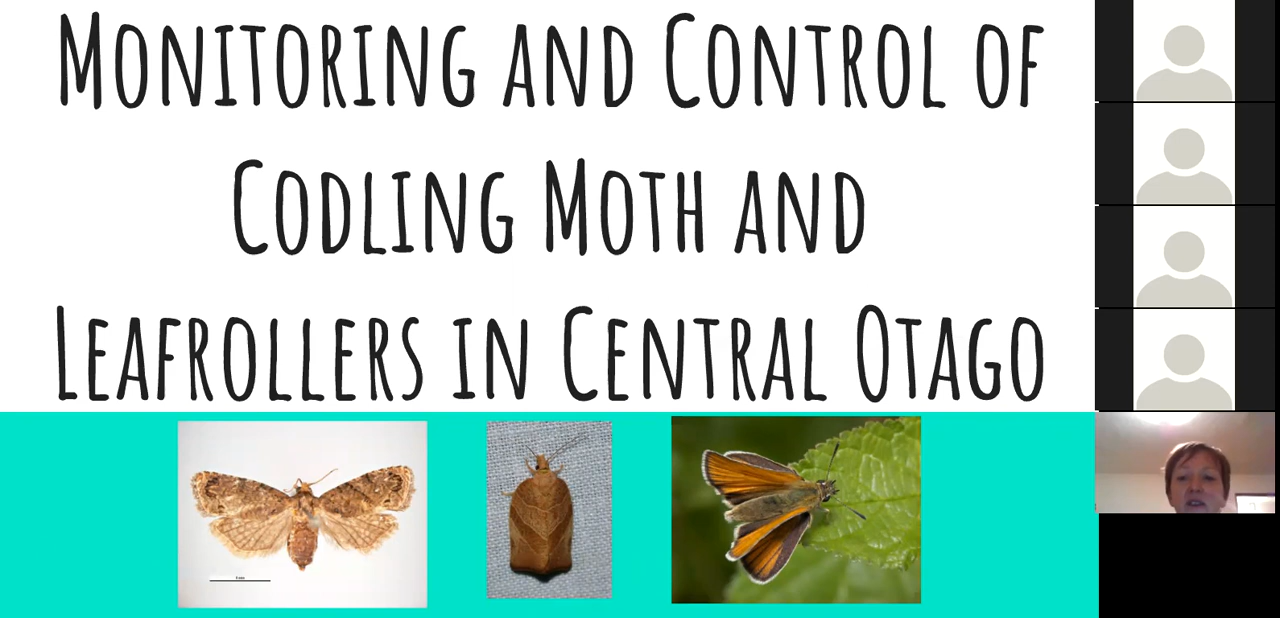 Monitoring and Control of
Codling Moth and
Leafrollers in Central Otago